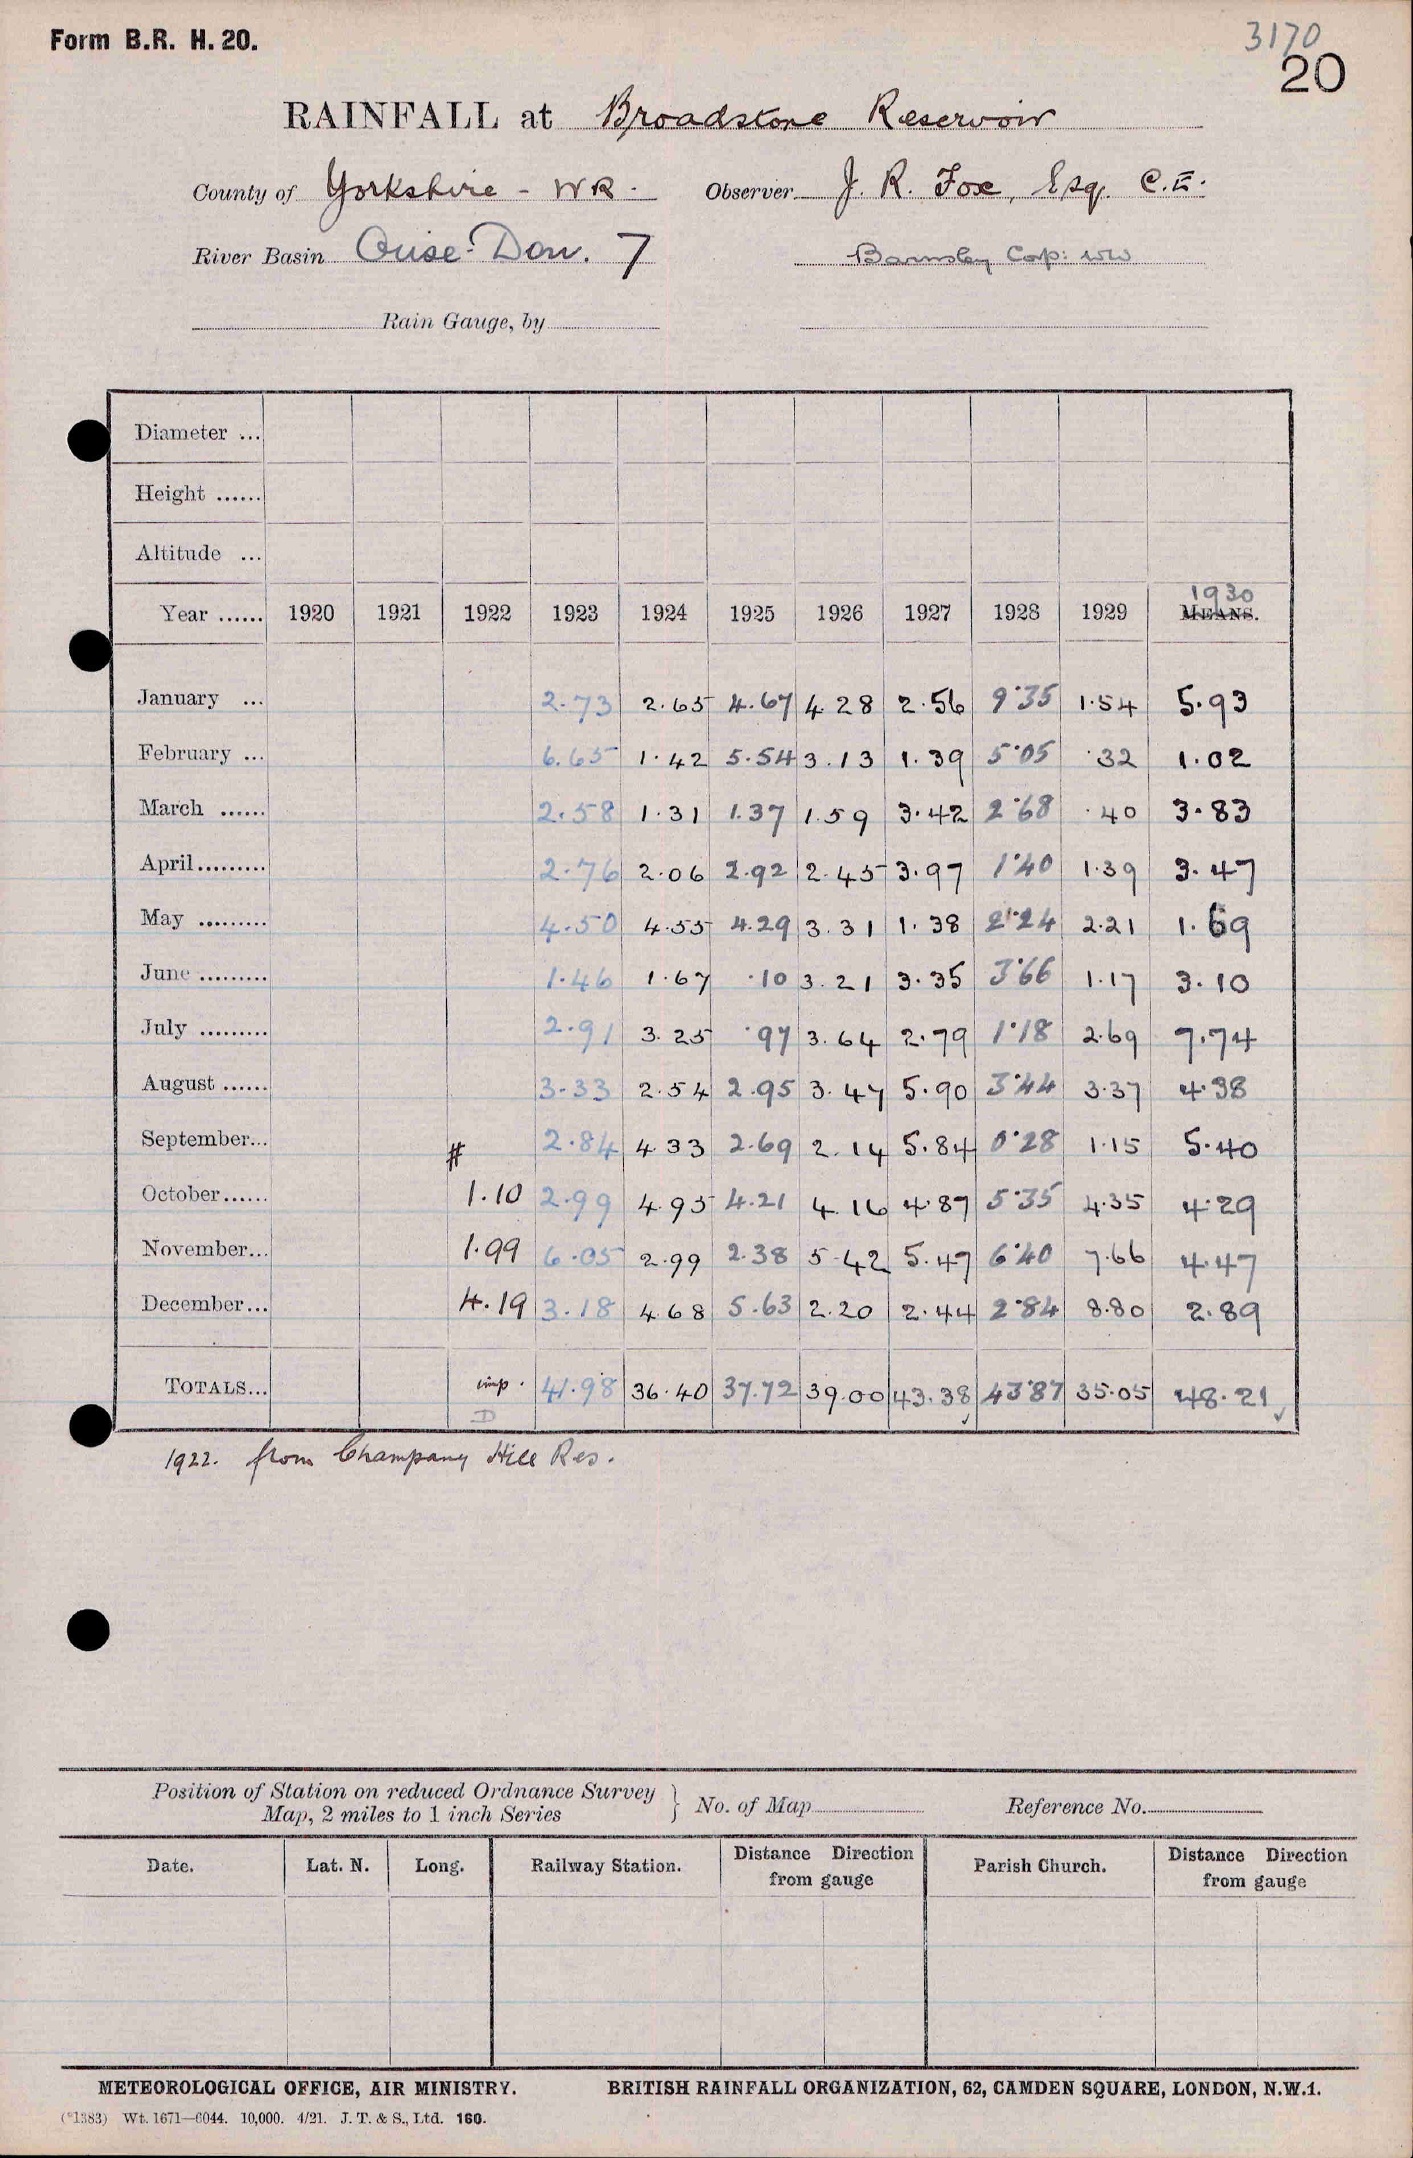 Form B.R. H. 20.
3170
20
RAINFALL at Broadstone Reservoir
County of Yorkshire - WR. Observer J. R. Fox, Esq. C.E.
River Basin Ouse-Don. 7 Barnsley Corp: WW
Rain Gauge, by
Diameter ...
Height ......
Altitude ...
1930
Year ...... 1920 1921 1922 1923 1924 1925 1926 1927 1928 1929 MEANS.
January ... 2.73 2.65 4.67 4.28 2.56 9.35 1.54 5.93
February ... 6.65 1.42 5.54 3.13 1.39 5.05 .32 1.02
March ...... 2.58 1.31 1.37 1.59 3.42 2.68 .40 3.83
April......... 2.76 2.06 2.92 2.45 3.97 1.40 1.39 3.47
May ......... 4.50 4.55 4.29 3.31 1.38 2.24 2.21 1.69
June ......... 1.46 1.67 .10 3.21 3.35 3.66 1.17 3.10
July ......... 2.91 3.25 .97 3.64 2.79 1.18 2.69 7.74
August ...... 3.33 2.54 2.95 3.47 5.90 3.44 3.37 4.38
September... # 2.84 4.33 2.69 2.14 5.84 0.28 1.15 5.40
October...... 1.10 2.99 4.95 4.21 4.16 4.87 5.35 4.35 4.29
November... 1.99 6.05 2.99 2.38 5.42 5.47 6.40 7.66 4.47
December... 4.19 3.18 4.68 5.63 2.20 2.44 2.84 8.80 2.89
TOTALS... imp. 41.98 36.40 37.72 39.00 43.38 43.87 35.05 48.21
D ✓ ✓
1922. from Champany Hill Res.
Position of Station on reduced Ordnance Survey
Map, 2 miles to 1 inch Series } No. of Map Reference No.
Date. Lat. N. Long. Railway Station. Distance Direction from gauge Parish Church. Distance Direction from gauge
METEOROLOGICAL OFFICE, AIR MINISTRY. BRITISH RAINFALL ORGANIZATION, 62, CAMDEN SQUARE, LONDON, N.W.1.
(*1383) Wt. 1671—6044. 10,000. 4/21. J. T. & S., Ltd. 160.